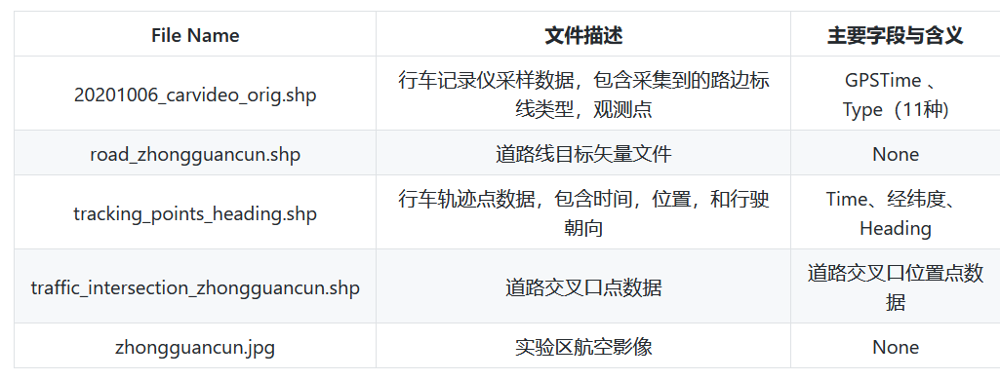 File Name
文件描述
主要字段与含义
20201006_carvideo_orig.shp
行车记录仪采样数据，包含采集到的路边标
线类型，观测点
GPSTime 、
Type（11种)
road_zhongguancun.shp
道路线目标矢量文件
None
tracking_points_heading.shp
行车轨迹点数据，包含时间，位置，和行驶
朝向
Time、经纬度、
Heading
traffic_intersection_zhongguancun.shp
道路交叉口点数据
道路交叉口位置点数
据
zhongguancun.jpg
实验区航空影像
None